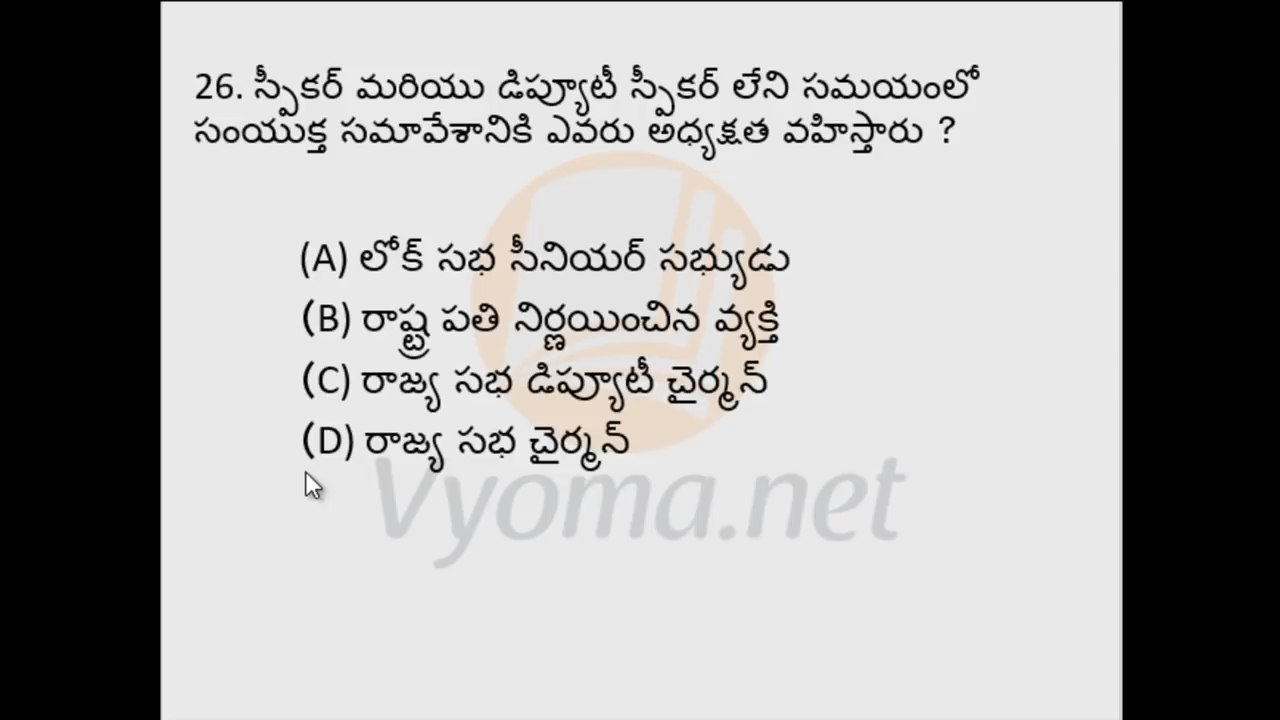 26. స్పీకర్ మరియు డిప్యూటీ స్పీకర్ లేని సమయంలో
సంయుక్త సమావేశానికి ఎవరు అధ్యక్షత వహిస్తారు ?
(A) లోక్ సభ సీనియర్ సభ్యుడు
(B) రాష్ట్ర పతి నిర్ణయించిన వ్యక్తి
(C) రాజ్య సభ డిప్యూటీ చైర్మన్
(D) రాజ్య సభ చైర్మన్
Vyoma.net